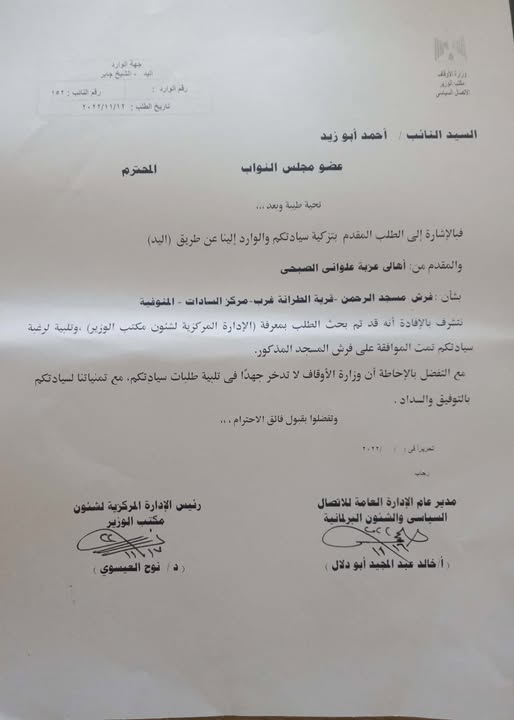 وزارة الأوقاف
مكتب الوزير
الاتصال السياسي
جهة الوارد
اليد - الشيخ جابر
رقم الوارد :
رقم النائب : ١٥٢
تاريخ الطلب : ٢٠٢٢/١١/١٢
السيد النائب / أحمد أبو زيد
عضو مجلس النواب المحترم
تحية طيبة وبعد ،،،
فبالإشارة إلى الطلب المقدم بتزكية سيادتكم والوارد إلينا عن طريق (اليد)
والمقدم من: أهالى عزبة علوانى الصبحى
بشأن: فرش مسجد الرحمن -قرية الطرانة غرب-مركز السادات - المنوفية
نتشرف بالإفادة أنه قد تم بحث الطلب بمعرفة (الإدارة المركزية لشئون مكتب الوزير) ،وتلبية لرغبة
سيادتكم تمت الموافقة على فرش المسجد المذكور.
مع التفضل بالإحاطة أن وزارة الأوقاف لا تدخر جهدًا فى تلبية طلبات سيادتكم، مع تمنياتنا لسيادتكم
بالتوفيق والسداد .
وتفضلوا بقبول فائق الاحترام ،،،
تحريراً فى : / / ٢٠٢٢
رحاب
مدير عام الإدارة العامة للاتصال
السياسى والشئون البرلمانية
(أ/ خالد عبد المجيد أبو دلال )
رئيس الإدارة المركزية لشئون
مكتب الوزير
(د/ نوح العيسوي )